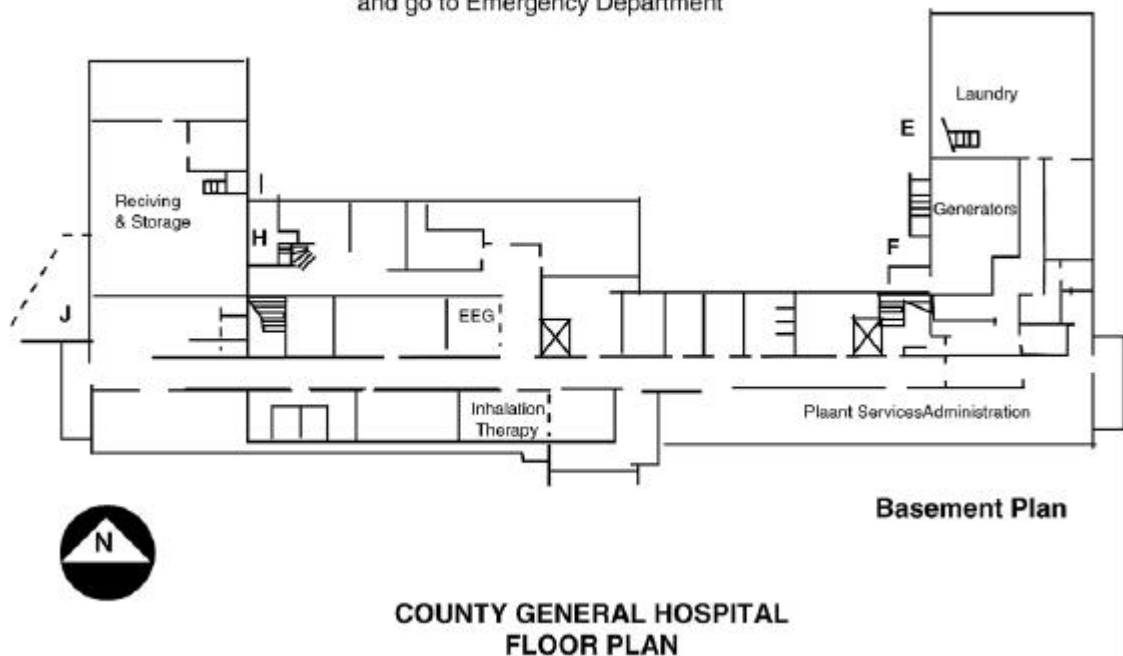 and go to Emergency Department
Laundry
E
Reciving
& Storage
Generators
H
F
J
EEG
Inhalation
Therapy
Plaant ServicesAdministration
Basement Plan
N
COUNTY GENERAL HOSPITAL
FLOOR PLAN